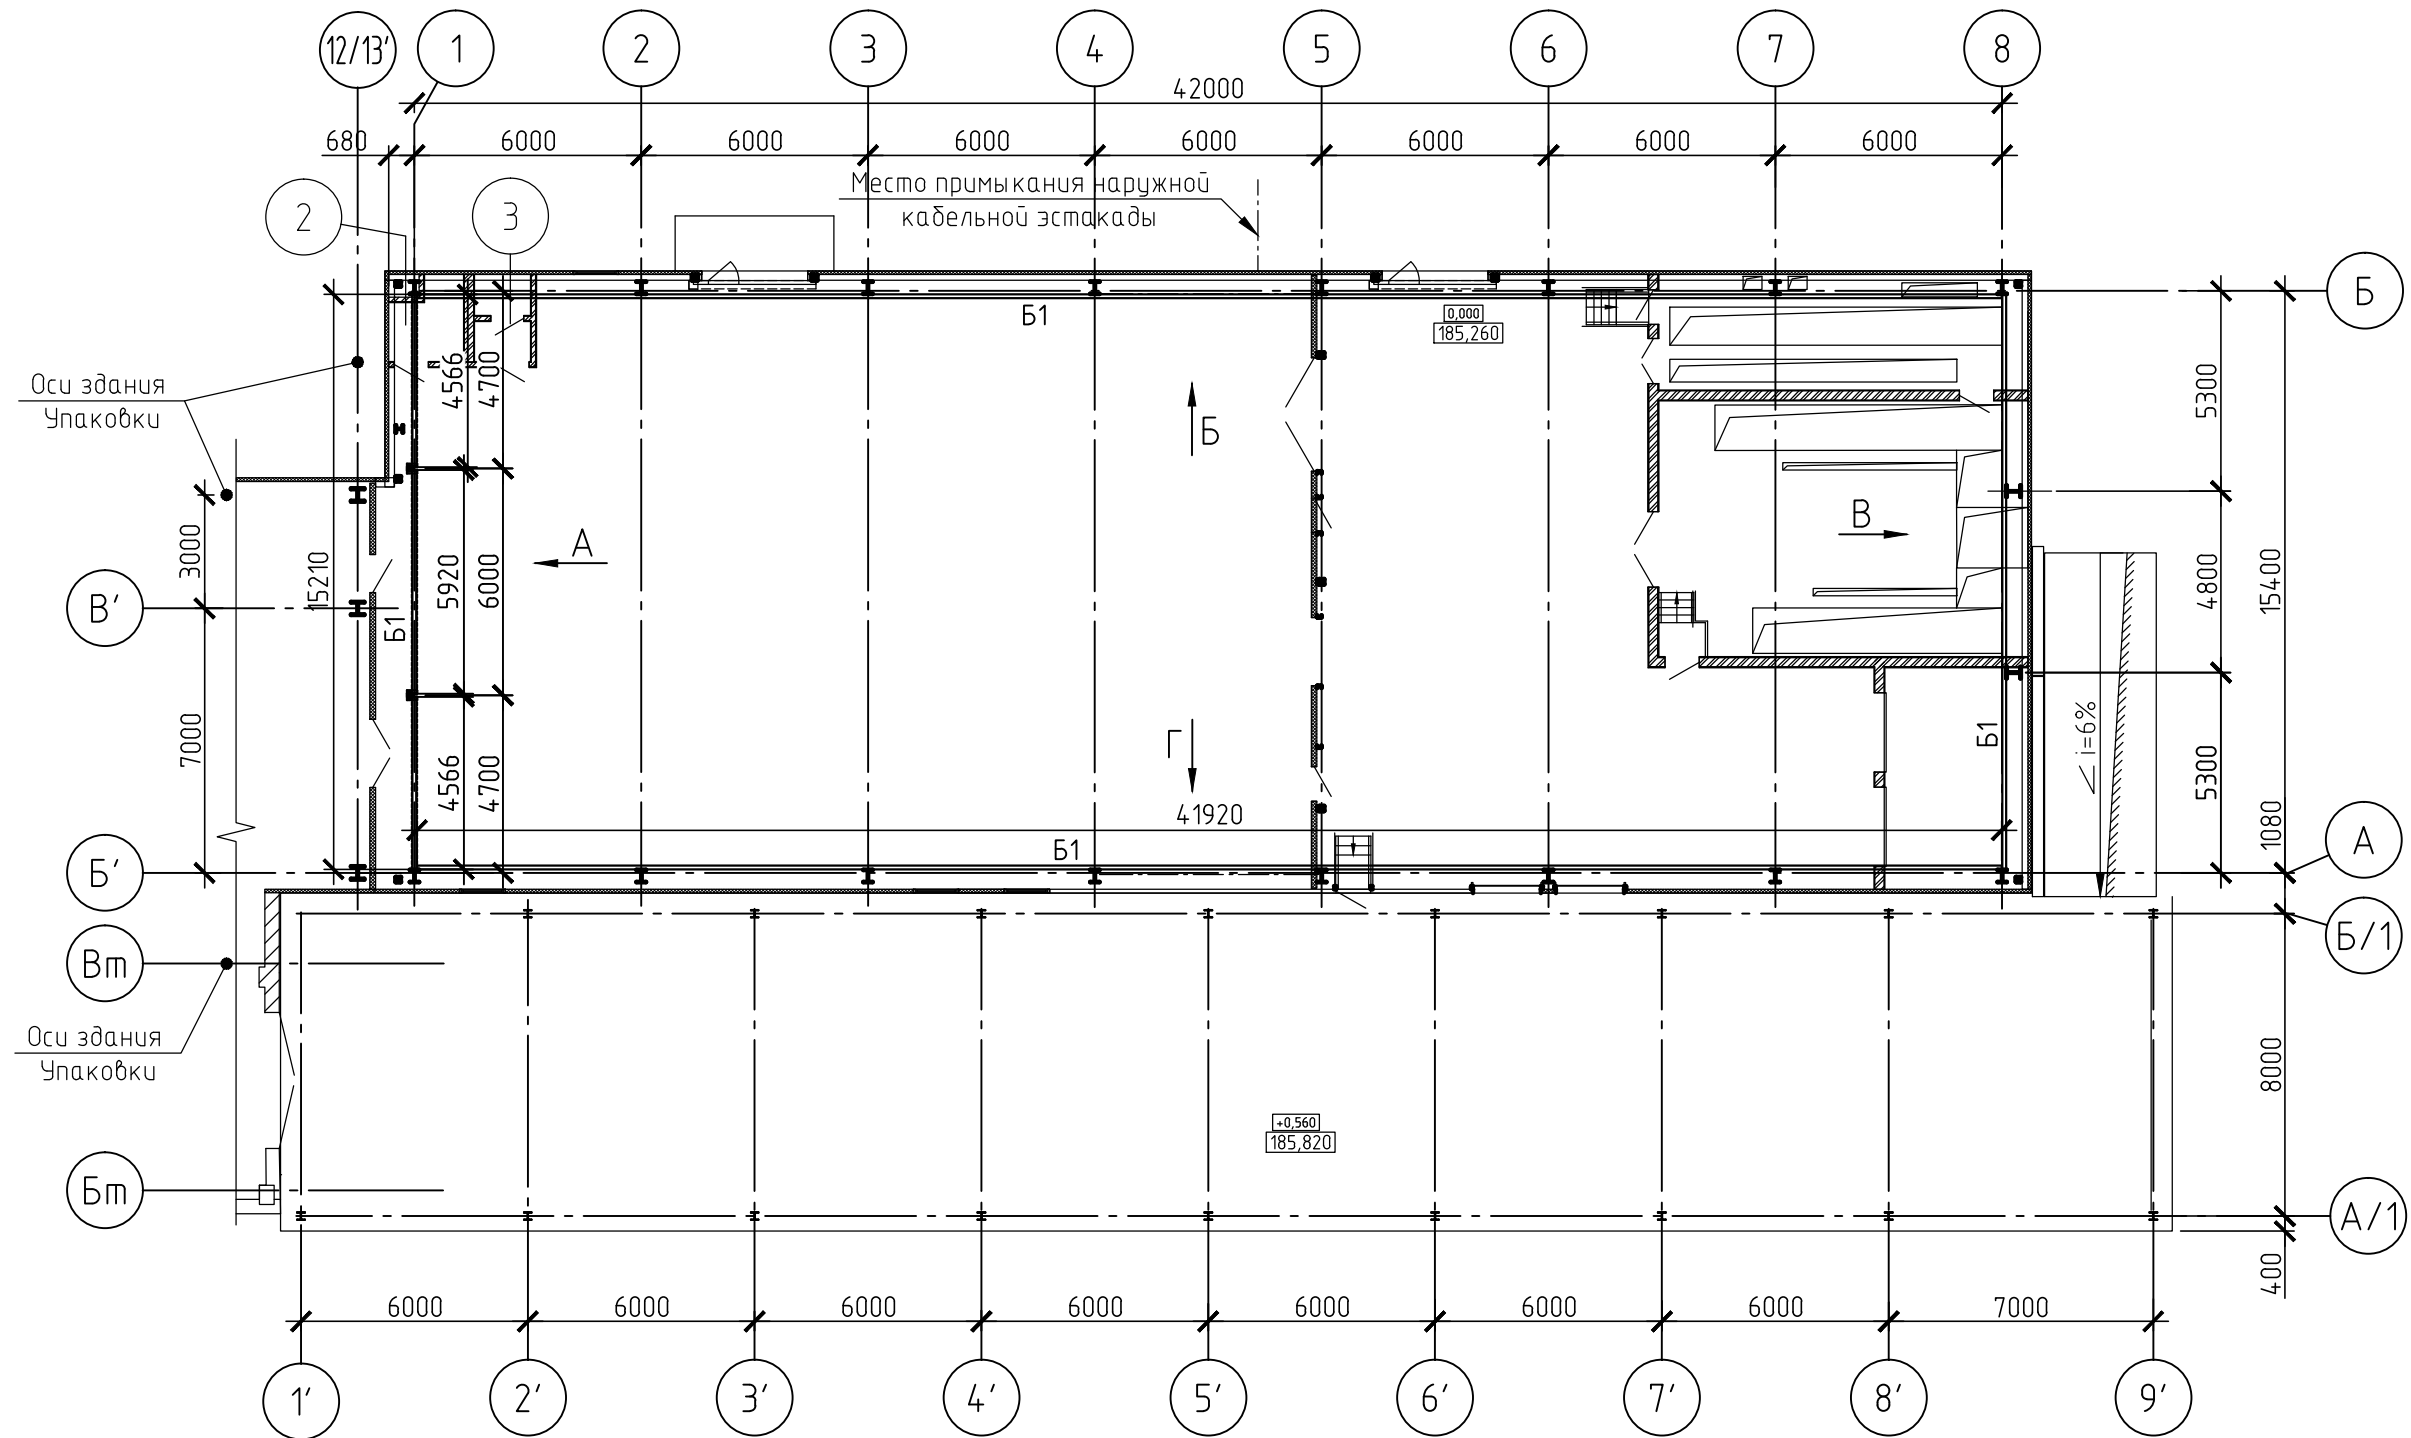 12/13' 1 2 3 4 5 6 7 8
42000
680 6000 6000 6000 6000 6000 6000 6000
2 3
Место примыкания наружной
кабельной эстакады
Б
Б1
0,000
185,260
4566 4700
5300
Оси здания
Упаковки
Б
В
А
3000
15210
5920 6000
4800
15400
В'
Б1
Г
Б1
i=6%
7000
4566 4700
5300
41920
1080
А
Б1
Б'
Б/1
Вт
Оси здания
Упаковки
8000
+0,560
185,820
Бт
А/1
400
6000 6000 6000 6000 6000 6000 6000 7000
1' 2' 3' 4' 5' 6' 7' 8' 9'